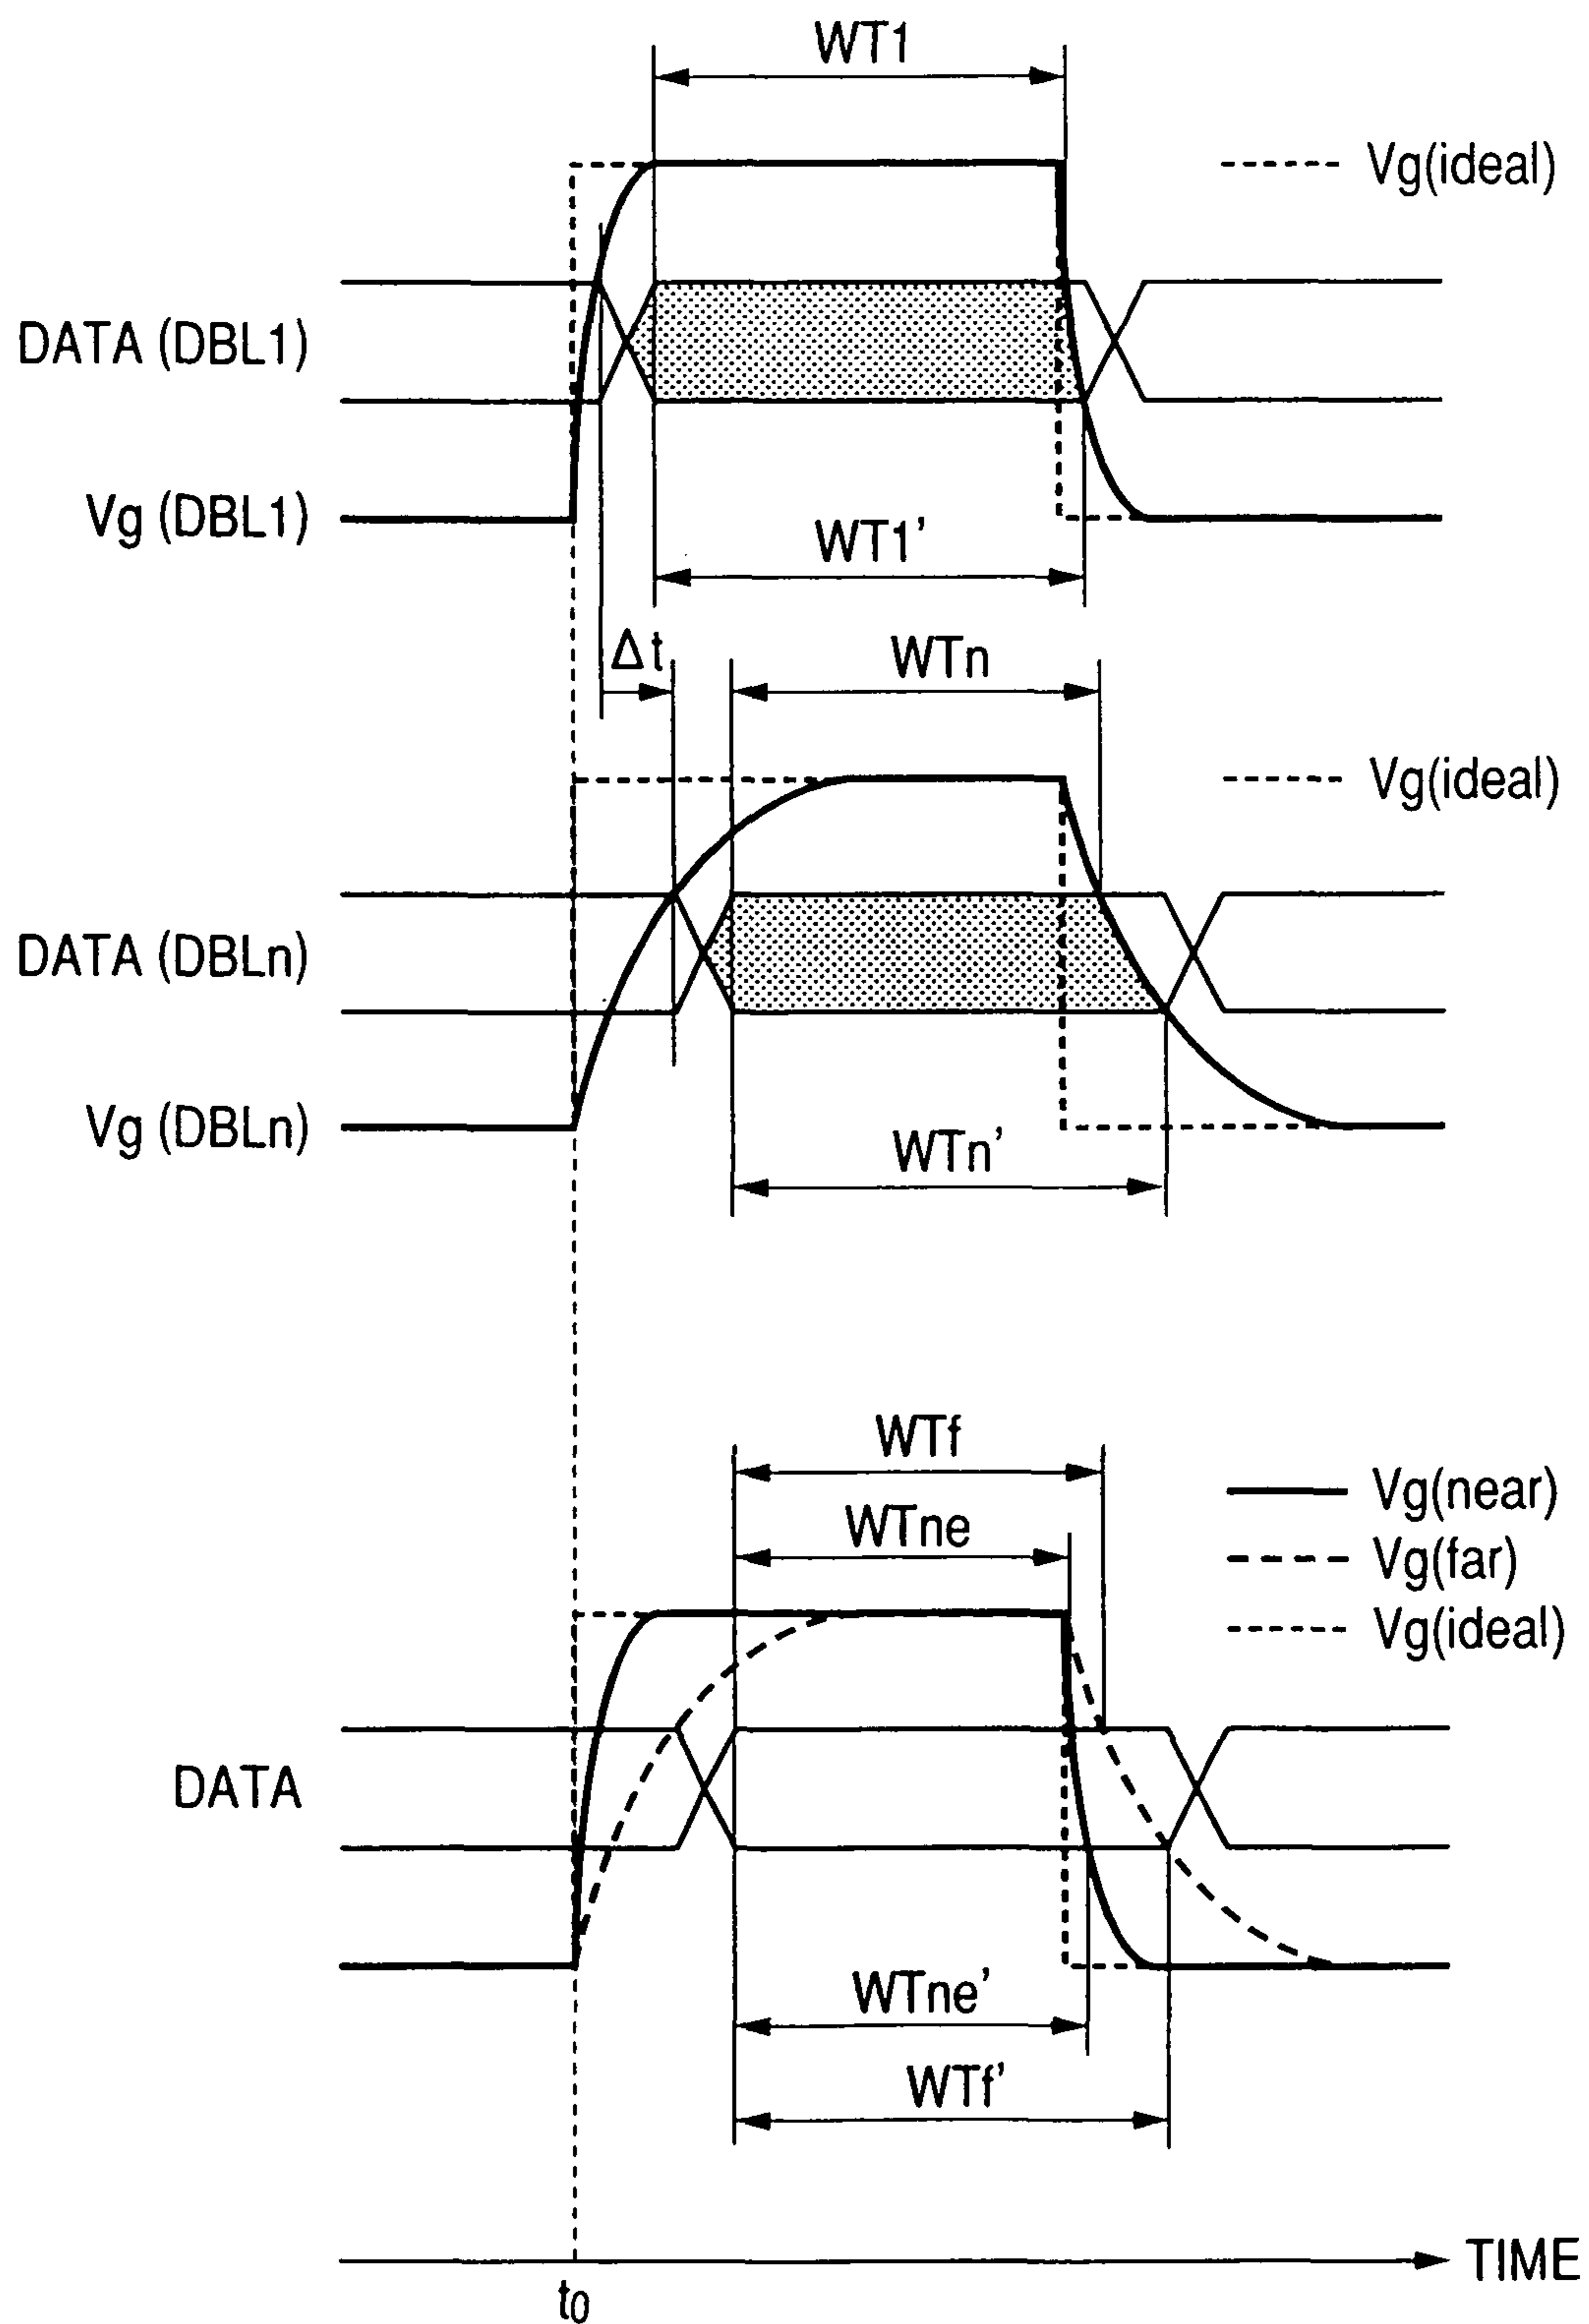 WT1
Vg(ideal)
DATA (DBL1)
Vg (DBL1)
WT1’
Δt
WTn
Vg(ideal)
DATA (DBLn)
Vg (DBLn)
WTn’
WTf
Vg(near)
WTne
Vg(far)
Vg(ideal)
DATA
WTne’
WTf’
TIME
t0